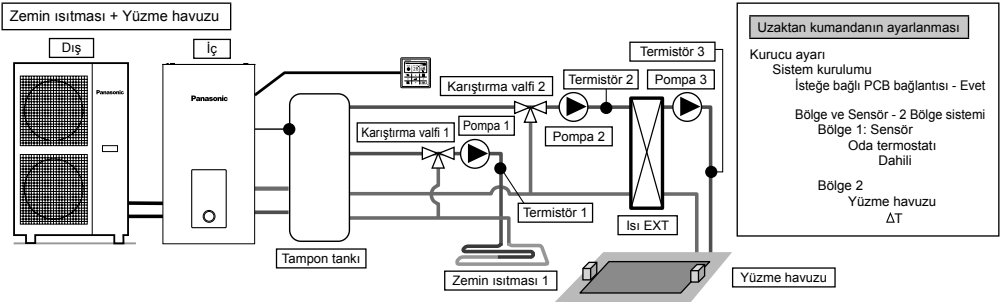 Zemin ısıtması + Yüzme havuzu
Dış
İç
Panasonic
Panasonic
Karıştırma valfi 1
Pompa 1
Karıştırma valfi 2
Termistör 2
Pompa 2
Termistör 3
Pompa 3
Termistör 1
Isı EXT
Tampon tankı
Zemin ısıtması 1
Yüzme havuzu
Uzaktan kumandanın ayarlanması
Kurucu ayarı
Sistem kurulumu
İsteğe bağlı PCB bağlantısı - Evet
Bölge ve Sensör - 2 Bölge sistemi
Bölge 1: Sensör
Oda termostatı
Dahili
Bölge 2
Yüzme havuzu
ΔT